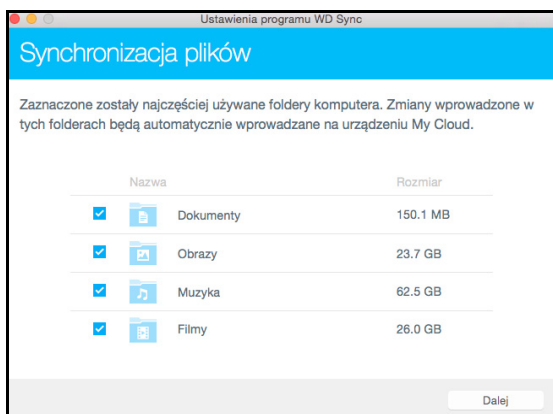 Ustawienia programu WD Sync
Synchronizacja plików
Zaznaczone zostały najczęściej używane foldery komputera. Zmiany wprowadzone w
tych folderach będą automatycznie wprowadzane na urządzeniu My Cloud.
Nazwa Rozmiar
Dokumenty 150.1 MB
Obrazy 23.7 GB
Muzyka 62.5 GB
Filmy 26.0 GB
Dalej